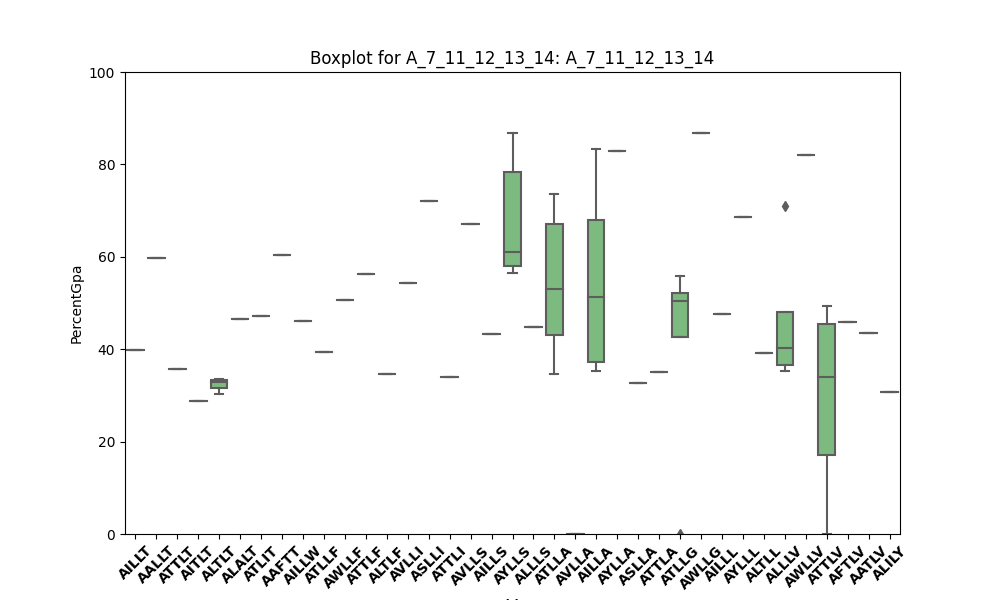 Boxplot for A_7_11_12_13_14: A_7_11_12_13_14
100
80
60
40
20
0
PercentGpa
AILLT
AALLT
ATTLT
AITLT
ALTLT
ALALT
ATLIT
AAFTT
AILLW
ATLLF
AWLLF
ATTLF
ALTLF
AVLLI
ASLLI
ATTLI
AVLLS
AILLS
AYLLS
ALLLS
ATLLA
AVLLA
AILLA
AYLLA
ASLLA
ATTLA
ATLLG
AWLLG
AILLL
AYLLL
ALTLL
ALLLV
AWLLV
ATTLV
AFTLV
AATLV
ALILY